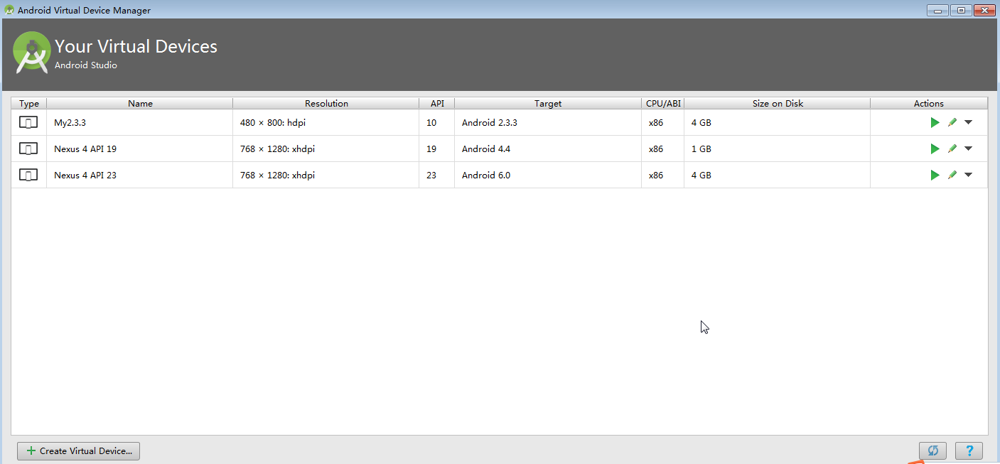 Android Virtual Device Manager
Your Virtual Devices
Android Studio
Type Name Resolution API Target CPU/ABI Size on Disk Actions
My2.3.3 480 × 800: hdpi 10 Android 2.3.3 x86 4 GB
Nexus 4 API 19 768 × 1280: xhdpi 19 Android 4.4 x86 1 GB
Nexus 4 API 23 768 × 1280: xhdpi 23 Android 6.0 x86 4 GB
+ Create Virtual Device... ?